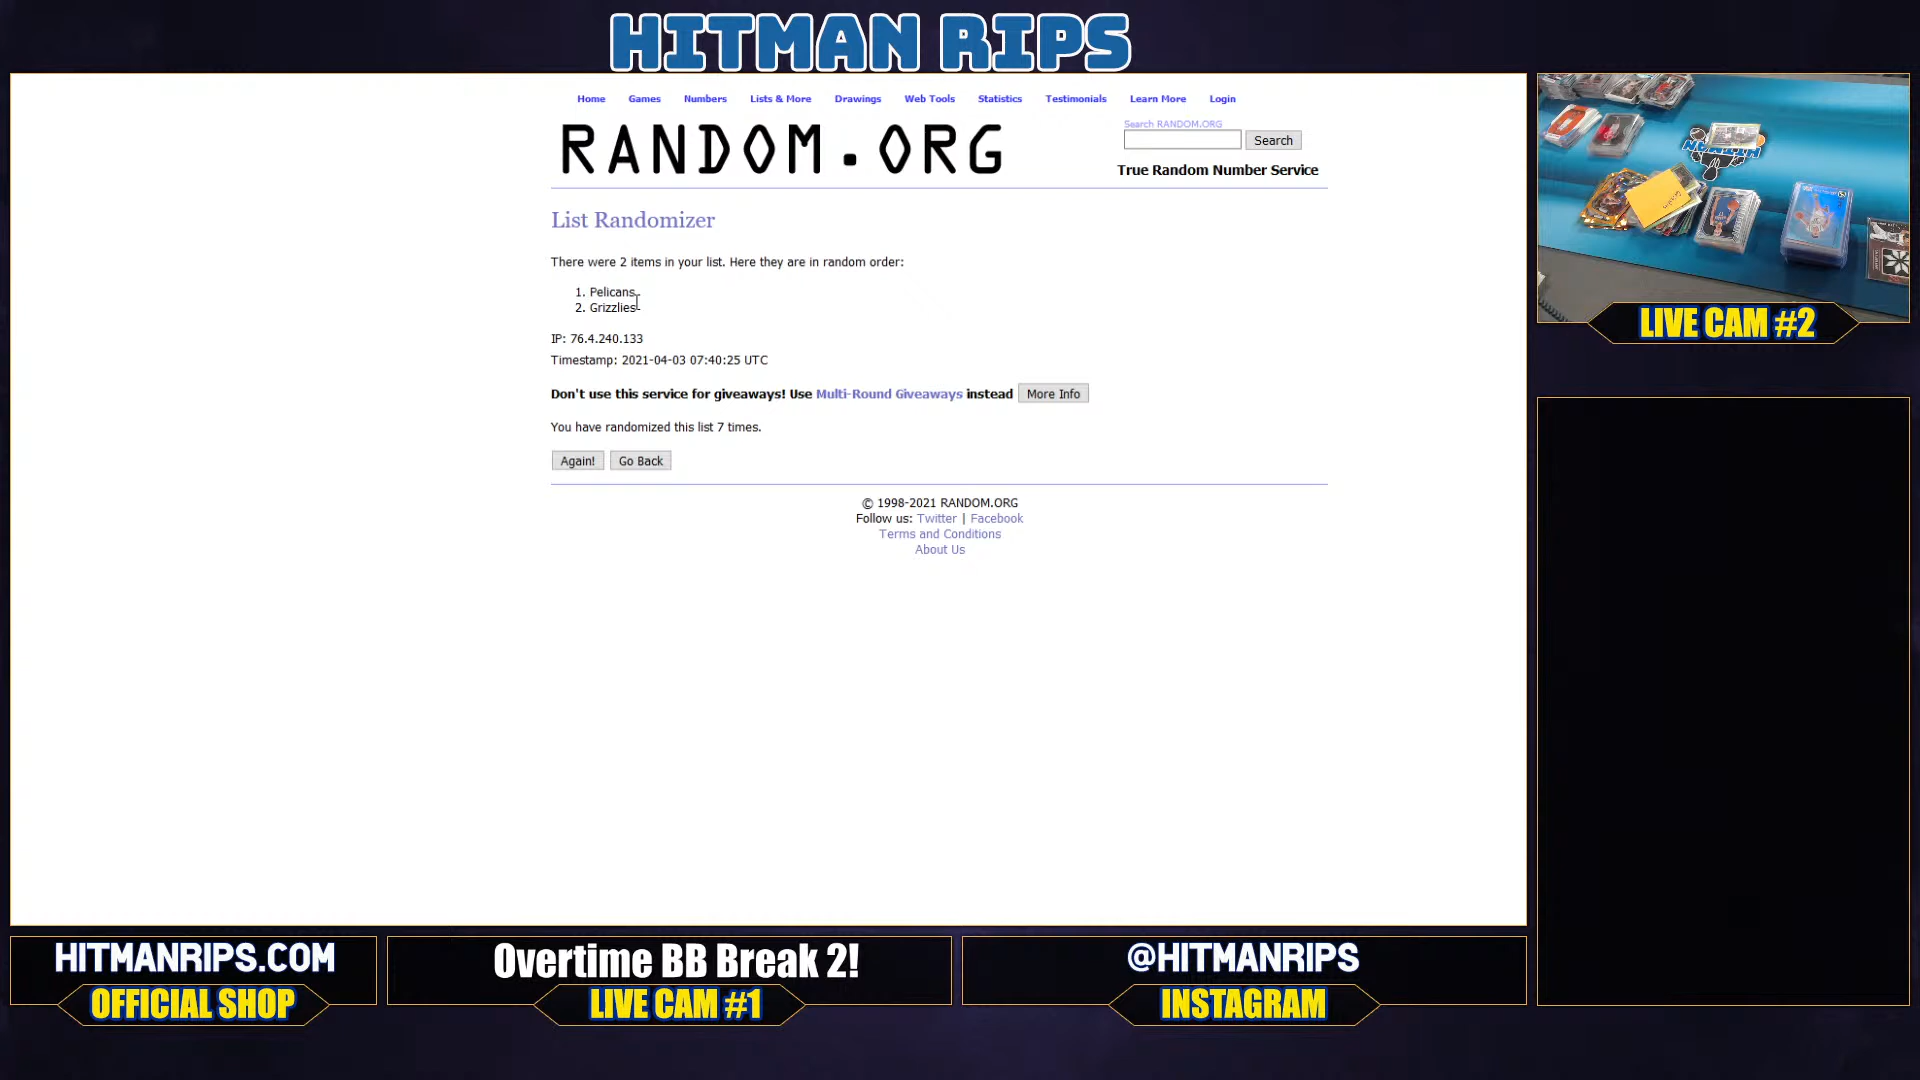 HITMAN RIPS
Home Games Numbers Lists & More Drawings Web Tools Statistics Testimonials Learn More Login
RANDOM.ORG
Search RANDOM.ORG
Search
True Random Number Service
List Randomizer
There were 2 items in your list. Here they are in random order:
1. Pelicans
2. Grizzlies
IP: 76.4.240.133
Timestamp: 2021-04-03 07:40:25 UTC
Don't use this service for giveaways! Use Multi-Round Giveaways instead More Info
You have randomized this list 7 times.
Again! Go Back
© 1998-2021 RANDOM.ORG
Follow us: Twitter | Facebook
Terms and Conditions
About Us
LIVE CAM #2
HITMANRIPS.COM
OFFICIAL SHOP
Overtime BB Break 2!
LIVE CAM #1
@HITMANRIPS
INSTAGRAM